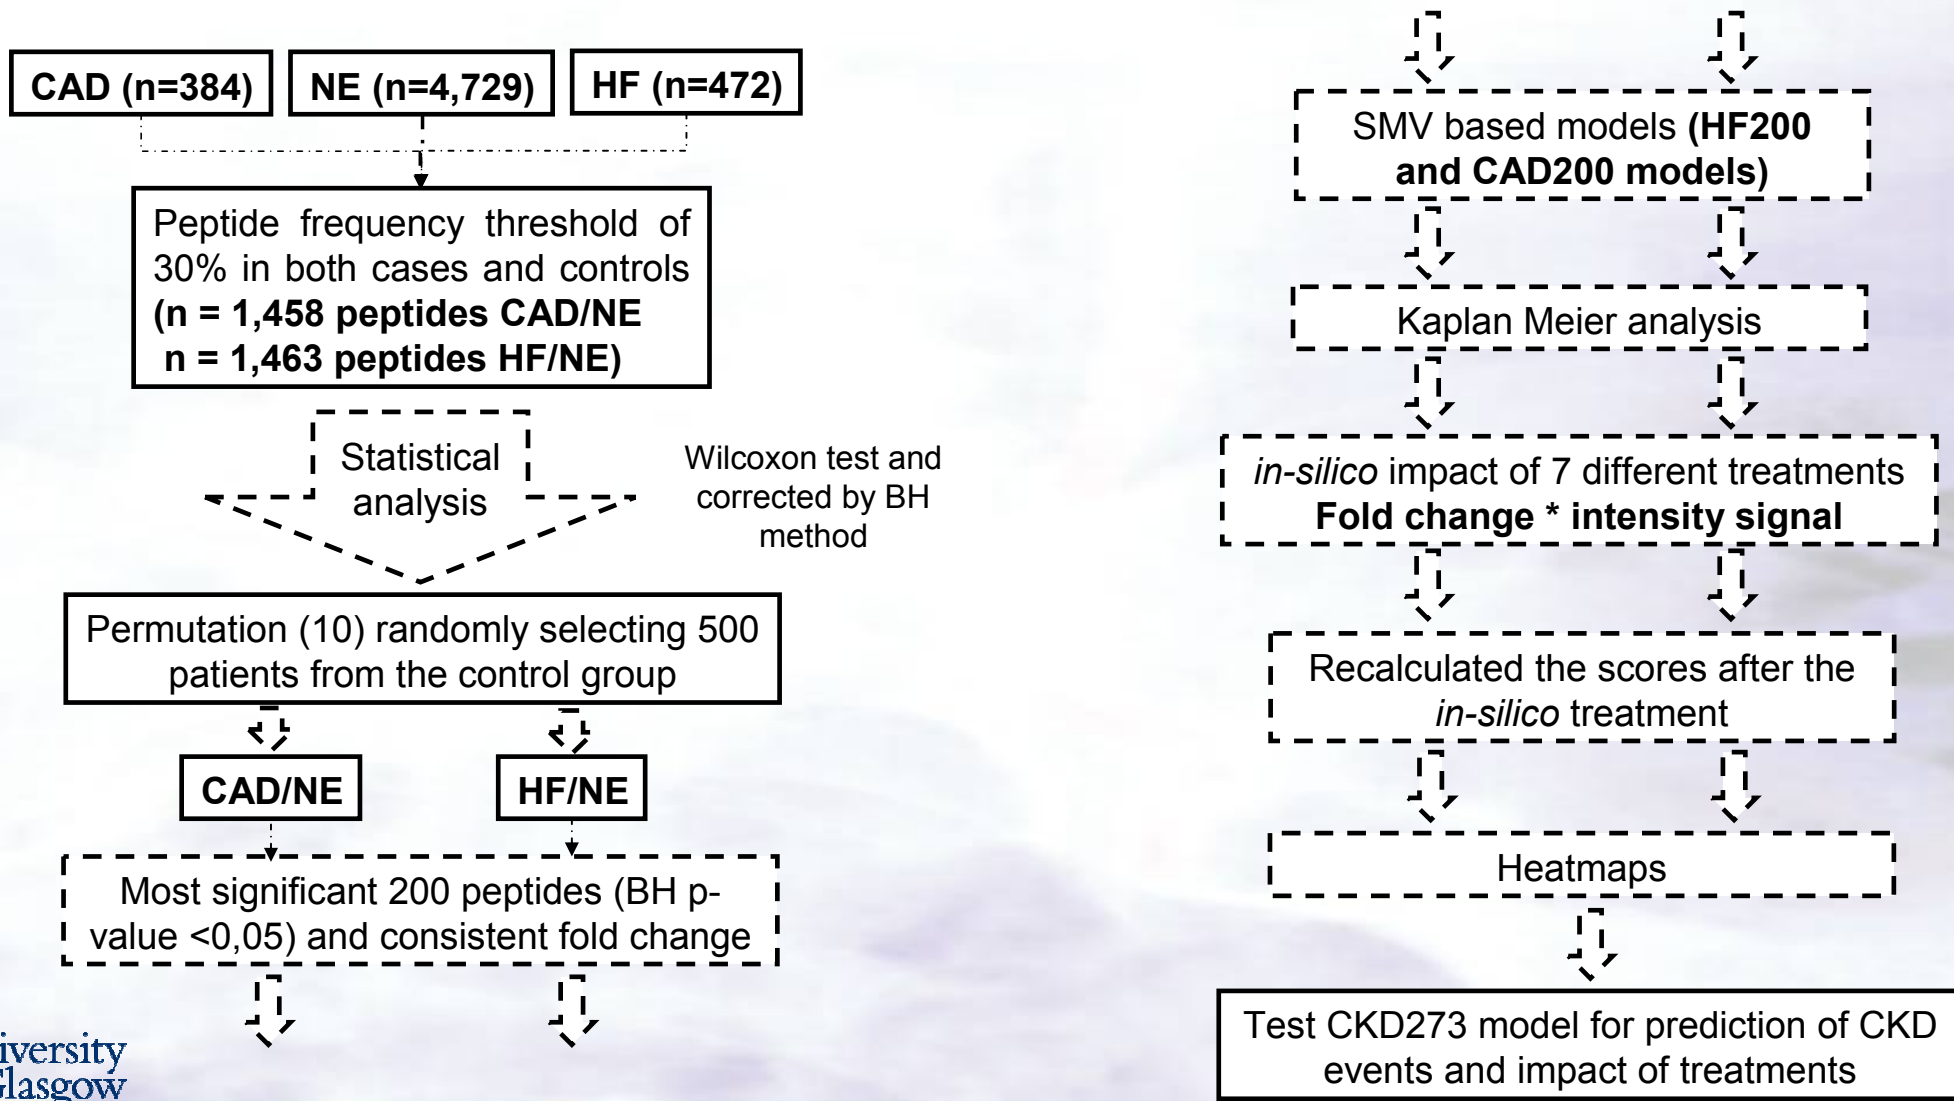 CAD (n=384)
NE (n=4,729)
HF (n=472)
Peptide frequency threshold of
30% in both cases and controls
(n = 1,458 peptides CAD/NE
n = 1,463 peptides HF/NE)
Statistical
analysis
Wilcoxon test and
corrected by BH
method
Permutation (10) randomly selecting 500
patients from the control group
CAD/NE
HF/NE
Most significant 200 peptides (BH p-
value <0,05) and consistent fold change
iversity
Glasgow
SMV based models (HF200
and CAD200 models)
Kaplan Meier analysis
in-silico impact of 7 different treatments
Fold change * intensity signal
Recalculated the scores after the
in-silico treatment
Heatmaps
Test CKD273 model for prediction of CKD
events and impact of treatments